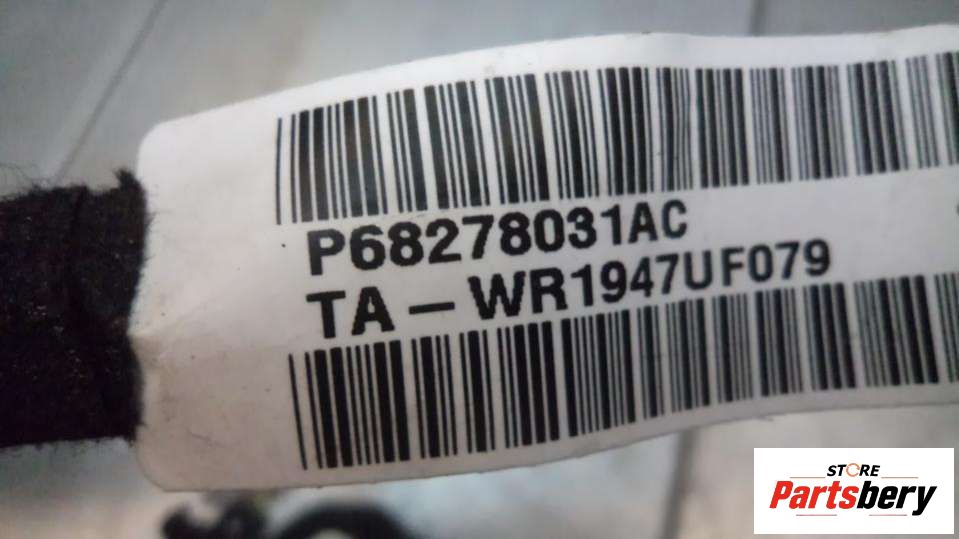 P68278031AC
TA-WR1947UF079
STORE
Partsbery